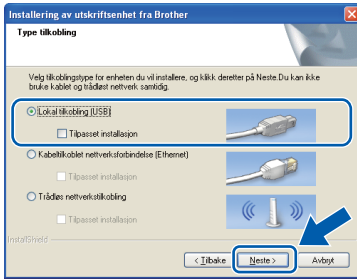 Installering av utskriftsenhet fra Brother
Type tilkobling
Velg tilkoblingstype for enheten du vil installere, og klikk deretter på Neste.Du kan ikke
bruke kablet og trådløst nettverk samtidig.
Lokal tilkobling (USB)
Tilpasset installasjon
Kabeltilkoblet nettverksforbindelse (Ethernet)
Tilpasset installasjon
Trådløs nettverkstilkobling
Tilpasset installasjon
InstallShield
< Tilbake Neste > Avbryt